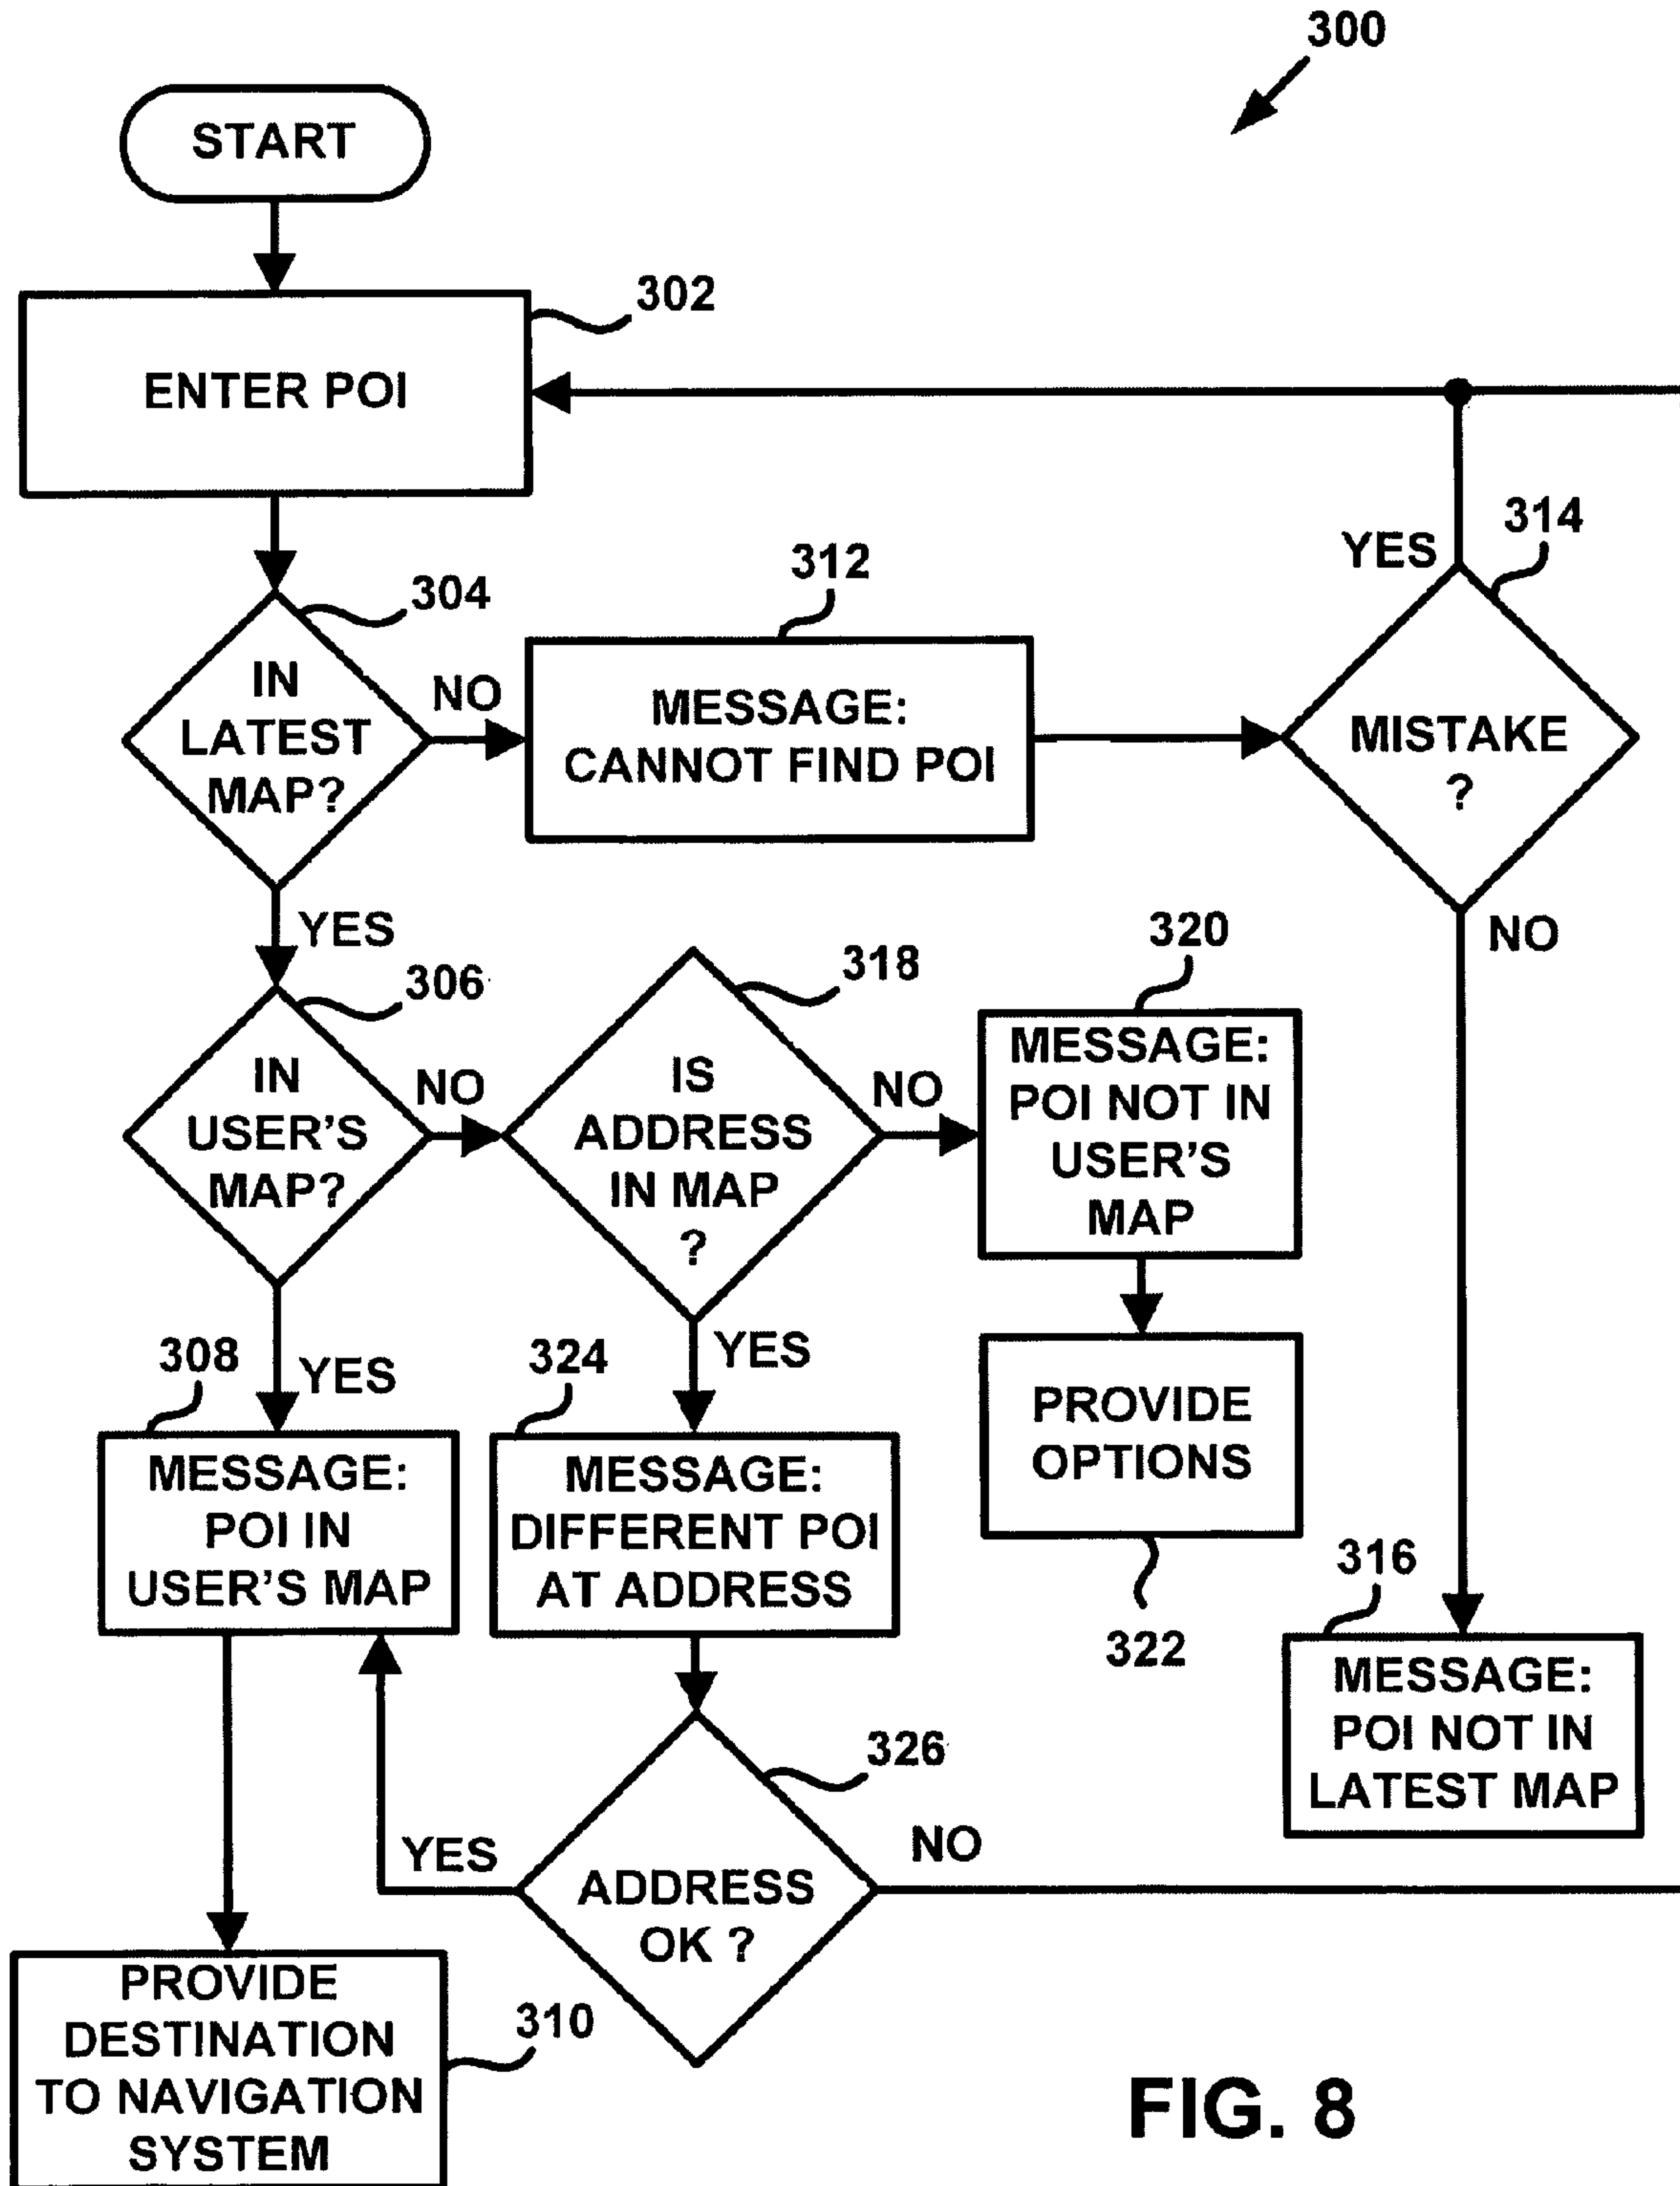 300
START
302
ENTER POI
304
IN
LATEST
MAP?
NO
312
MESSAGE:
CANNOT FIND POI
YES
314
MISTAKE
?
NO
YES
306
IN
USER'S
MAP?
NO
318
IS
ADDRESS
IN MAP
?
NO
320
MESSAGE:
POI NOT IN
USER'S
MAP
YES
308
MESSAGE:
POI IN
USER'S MAP
YES
324
MESSAGE:
DIFFERENT POI
AT ADDRESS
PROVIDE
OPTIONS
322
316
MESSAGE:
POI NOT IN
LATEST MAP
326
YES
ADDRESS
OK ?
NO
PROVIDE
DESTINATION
TO NAVIGATION
SYSTEM
310
FIG. 8